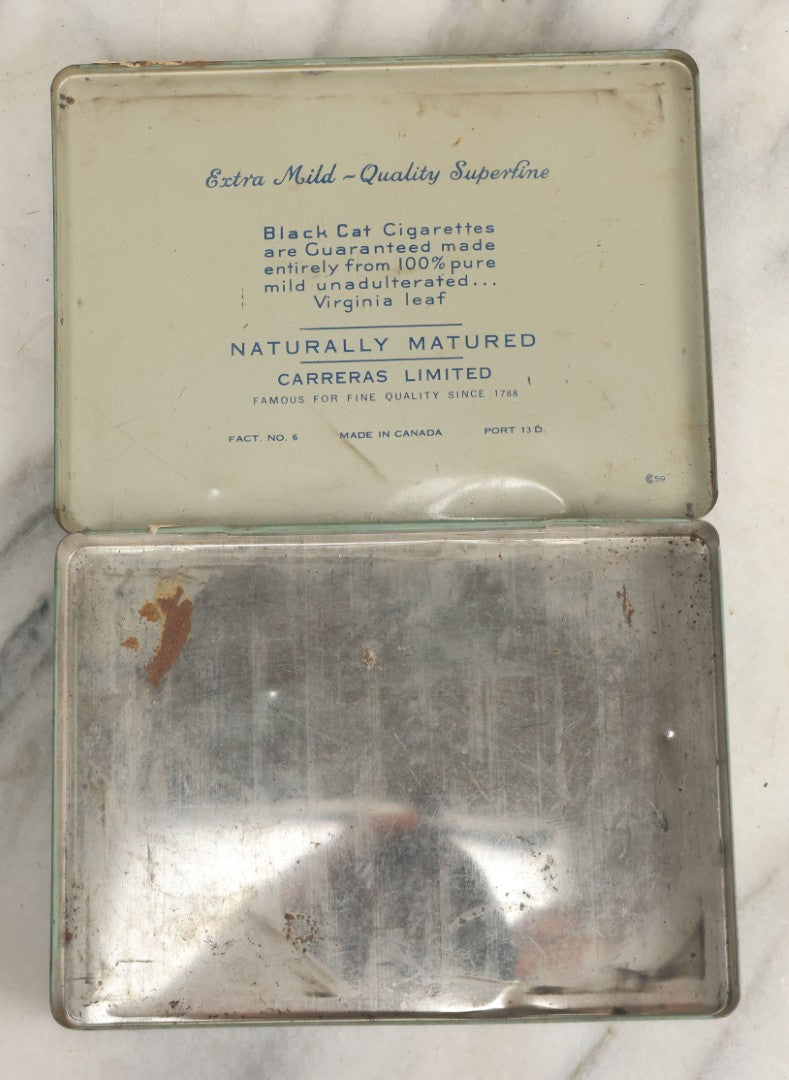 Extra Mild ~ Quality Superfine
Black Cat Cigarettes
are Guaranteed made
entirely from 100% pure
mild unadulterated...
Virginia leaf
NATURALLY MATURED
CARRERAS LIMITED
FAMOUS FOR FINE QUALITY SINCE 1788
FACT. NO. 6 MADE IN CANADA PORT 13 D.
59